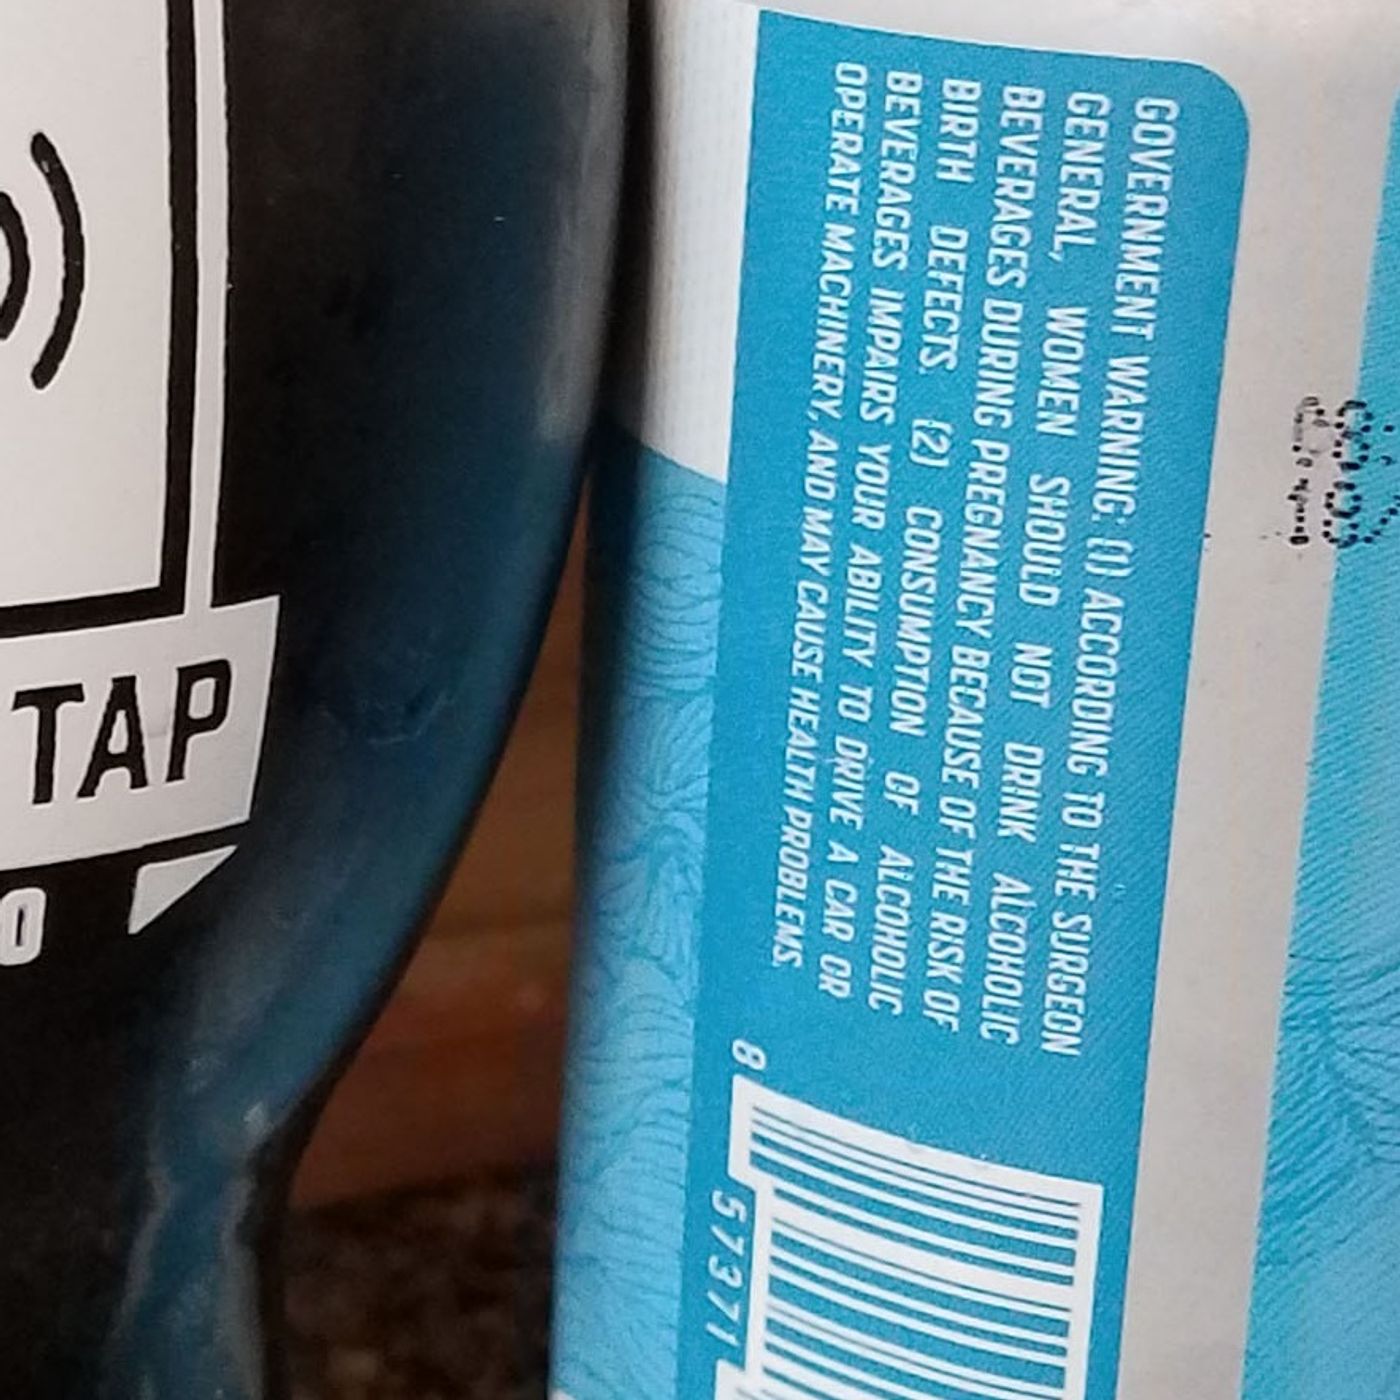 TAP
0
GOVERNMENT WARNING: (1) ACCORDING TO THE SURGEON
GENERAL, WOMEN SHOULD NOT DRINK ALCOHOLIC
BEVERAGES DURING PREGNANCY BECAUSE OF THE RISK OF
BIRTH DEFECTS. (2) CONSUMPTION OF ALCOHOLIC
BEVERAGES IMPAIRS YOUR ABILITY TO DRIVE A CAR OR
OPERATE MACHINERY, AND MAY CAUSE HEALTH PROBLEMS.
8
57371